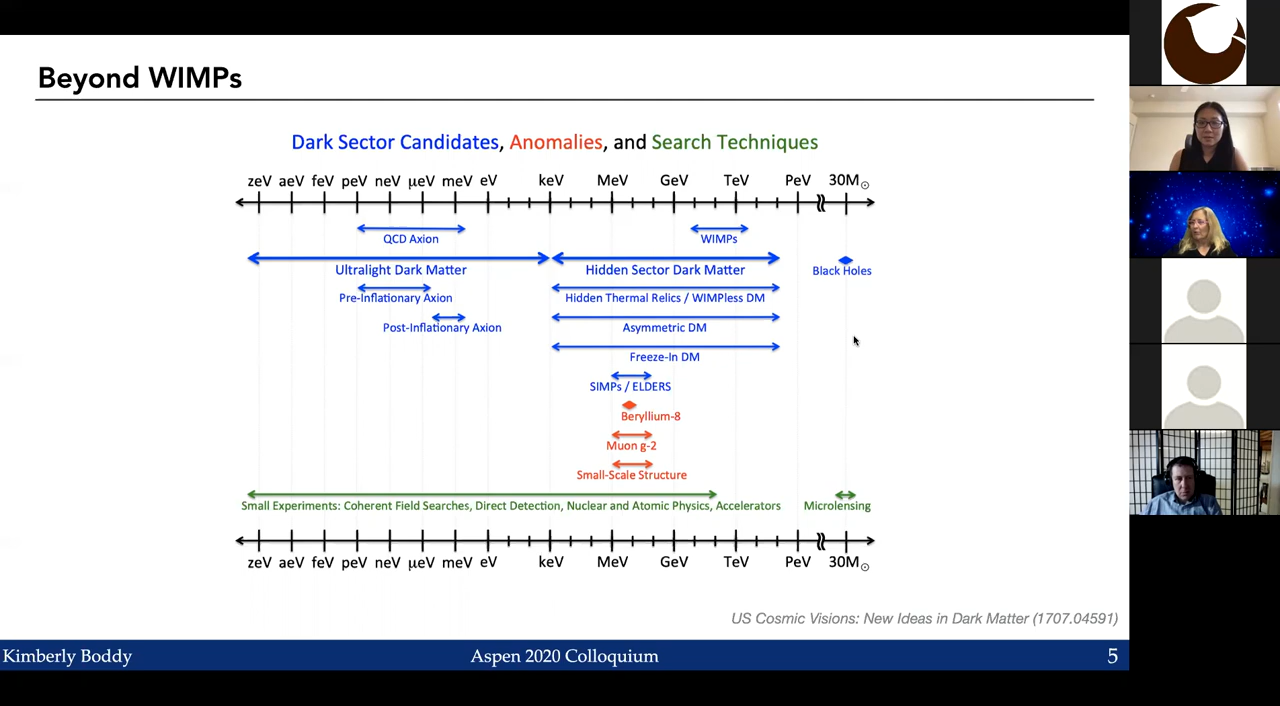 Beyond WIMPs
Dark Sector Candidates, Anomalies, and Search Techniques
zeV aeV feV peV neV μeV meV eV keV MeV GeV TeV PeV 30M☉
QCD Axion WIMPs
Ultralight Dark Matter Hidden Sector Dark Matter Black Holes
Pre-Inflationary Axion Hidden Thermal Relics / WIMPless DM
Post-Inflationary Axion Asymmetric DM
Freeze-In DM
SIMPs / ELDERS
Beryllium-8
Muon g-2
Small-Scale Structure
Small Experiments: Coherent Field Searches, Direct Detection, Nuclear and Atomic Physics, Accelerators Microlensing
zeV aeV feV peV neV μeV meV eV keV MeV GeV TeV PeV 30M☉
US Cosmic Visions: New Ideas in Dark Matter (1707.04591)
Kimberly Boddy Aspen 2020 Colloquium 5